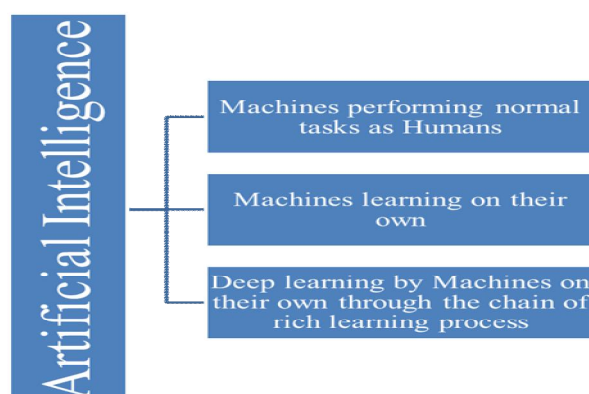 Artificial Intelligence
Machines performing normal
tasks as Humans
Machines learning on their
own
Deep learning by Machines on
their own through the chain of
rich learning process